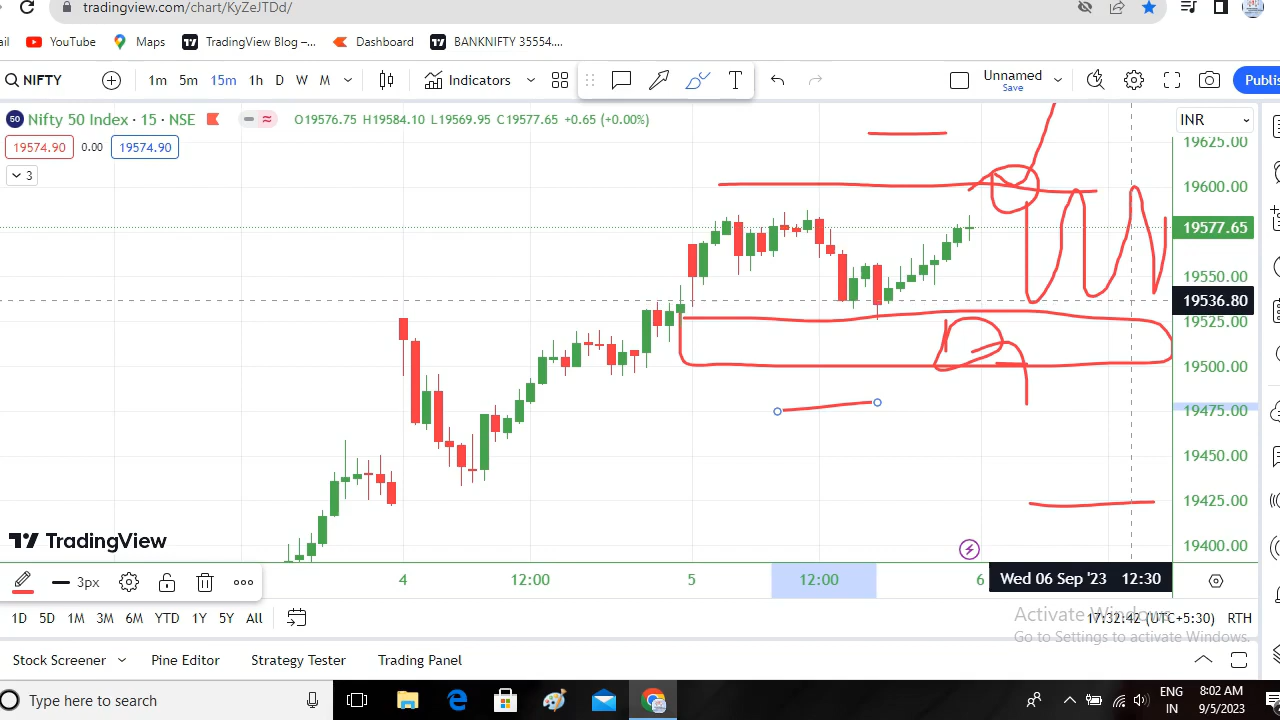 tradingview.com/chart/KyZeJTDd/
ail YouTube Maps TradingView Blog –... Dashboard BANKNIFTY 35554....
NIFTY 1m 5m 15m 1h D W M Indicators T Unnamed
Save
Publis
50 Nifty 50 Index · 15 · NSE O19576.75 H19584.10 L19569.95 C19577.65 +0.65 (+0.00%) INR
19574.90 0.00 19574.90
3
19625.00
19600.00
19577.65
19550.00
19536.80
19525.00
19500.00
19475.00
19450.00
19425.00
19400.00
TradingView
3px
4 12:00 5 12:00 6 Wed 06 Sep '23 12:30
1D 5D 1M 3M 6M YTD 1Y 5Y All 17:32:42 (UTC+5:30) RTH
Activate Windows
Go to Settings to activate Windows.
Stock Screener Pine Editor Strategy Tester Trading Panel
Type here to search
ENG
IN
8:02 AM
9/5/2023